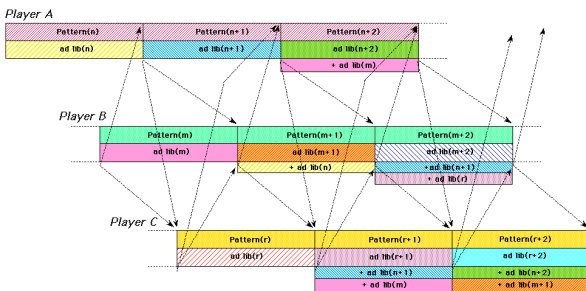 Player A
Pattern(n) Pattern(n+1) Pattern(n+2)
ad lib(n) ad lib(n+1) ad lib(n+2)
+ ad lib(m)
Player B
Pattern(m) Pattern(m+1) Pattern(m+2)
ad lib(m) ad lib(m+1) ad lib(m+2)
+ ad lib(n) + ad lib(n+1)
+ ad lib(r)
Player C
Pattern(r) Pattern(r+1) Pattern(r+2)
ad lib(r) ad lib(r+1) ad lib(r+2)
+ ad lib(n+1) + ad lib(n+2)
+ ad lib(m) + ad lib(m+1)